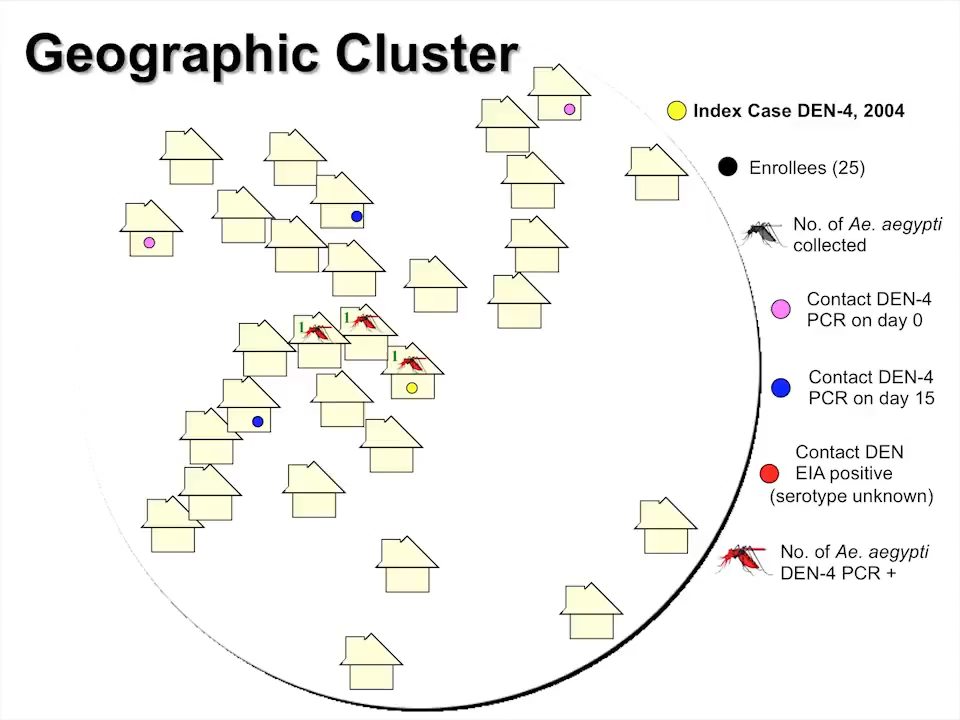 Geographic Cluster
Index Case DEN-4, 2004
Enrollees (25)
No. of Ae. aegypti
collected
Contact DEN-4
PCR on day 0
Contact DEN-4
PCR on day 15
Contact DEN
EIA positive
(serotype unknown)
No. of Ae. aegypti
DEN-4 PCR +
1
1
1